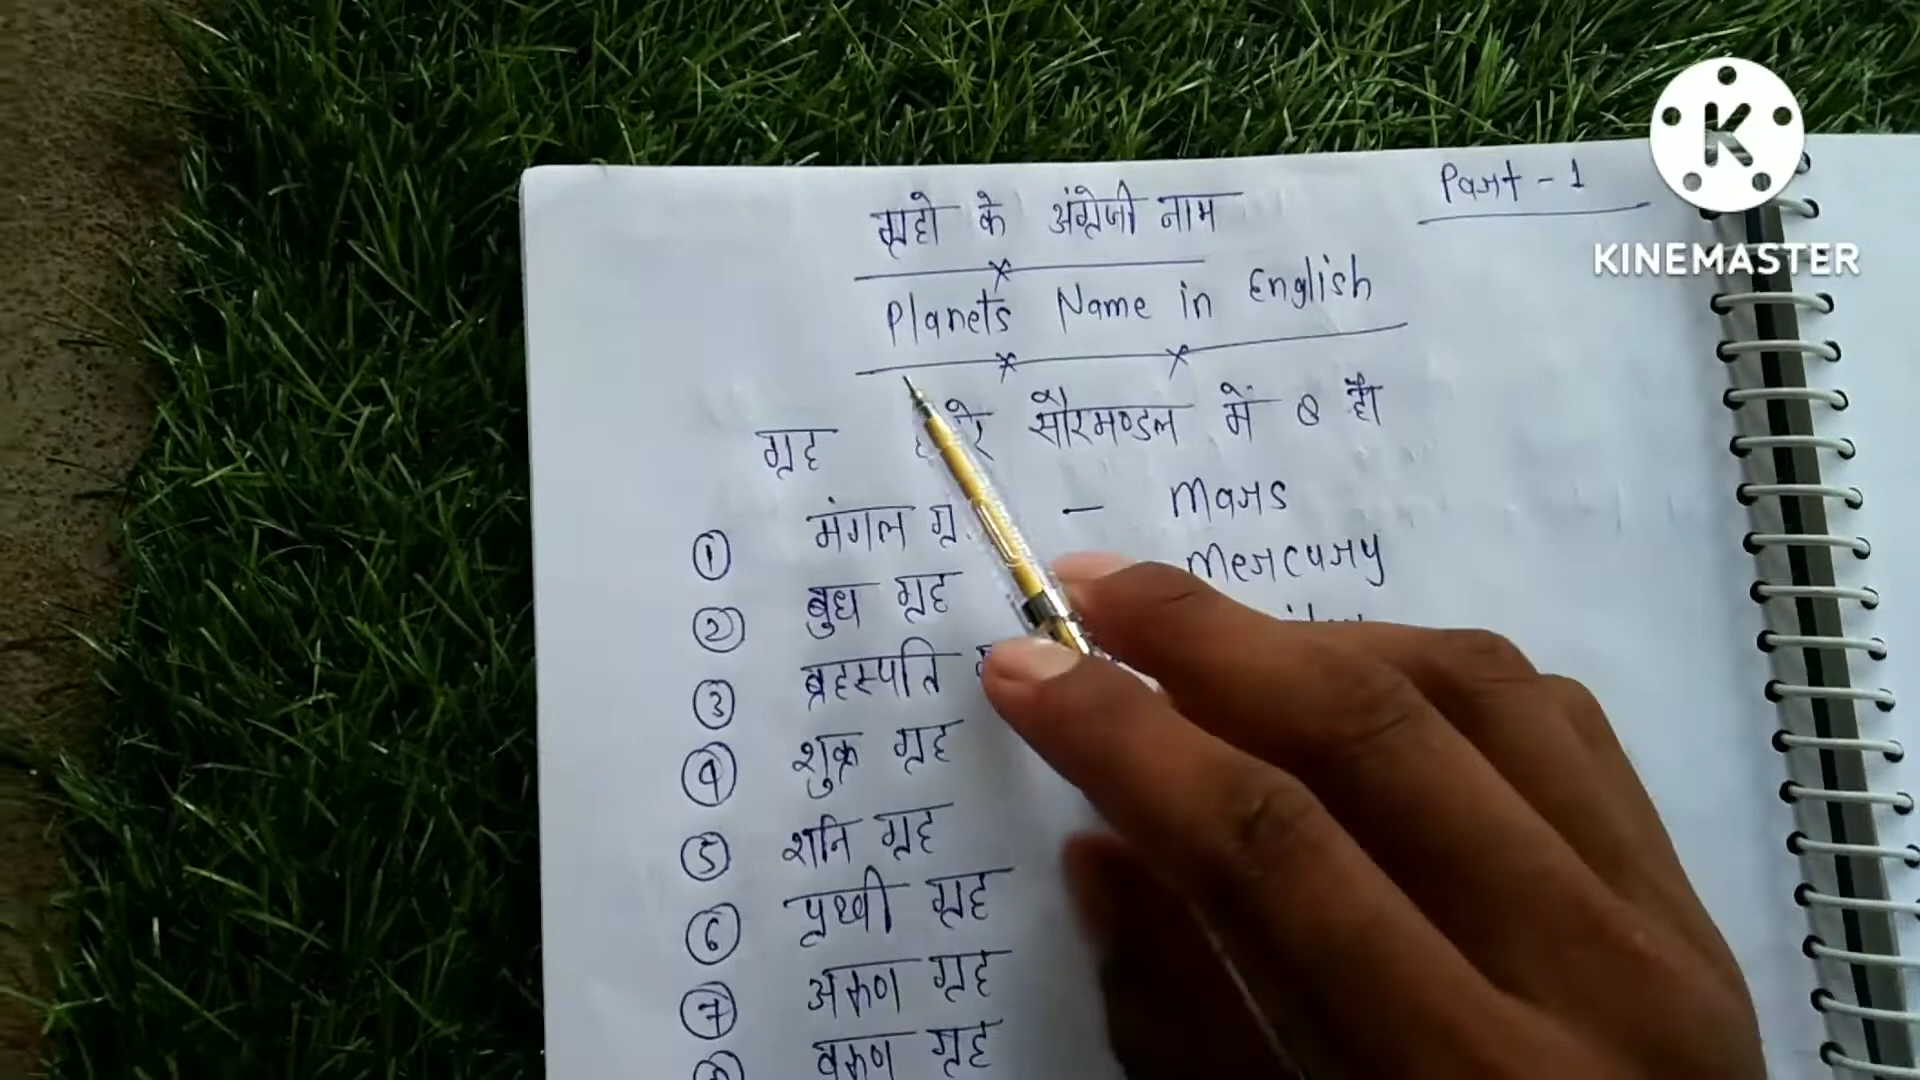 Part - 1
KINEMASTER
ग्रहो के अंग्रेजी नाम
Planets Name in English
ग्रह सौरमण्डल में 8 है
① मंगल — Mars
② बुध ग्रह Mercury
③ ब्रहस्पति
④ शुक्र ग्रह
⑤ शनि ग्रह
⑥ पृथ्वी ग्रह
⑦ अरुण ग्रह
वरुण ग्रह